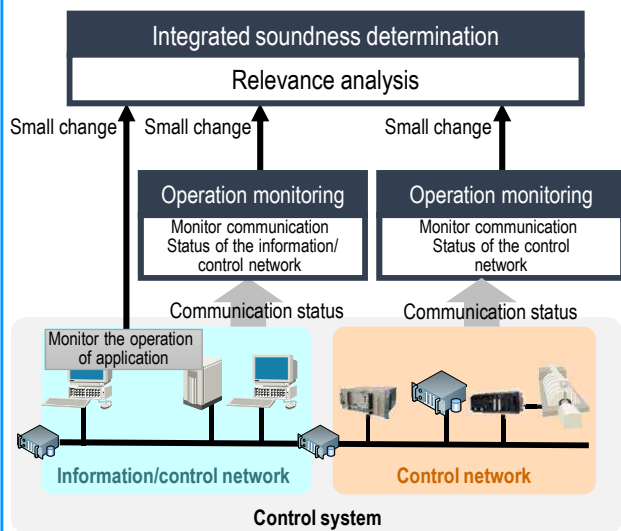 Integrated soundness determination
Relevance analysis
Small change
Small change
Small change
Operation monitoring
Monitor communication
Status of the information/
control network
Operation monitoring
Monitor communication
Status of the control
network
Communication status
Communication status
Monitor the operation
of application
Information/control network
Control network
Control system